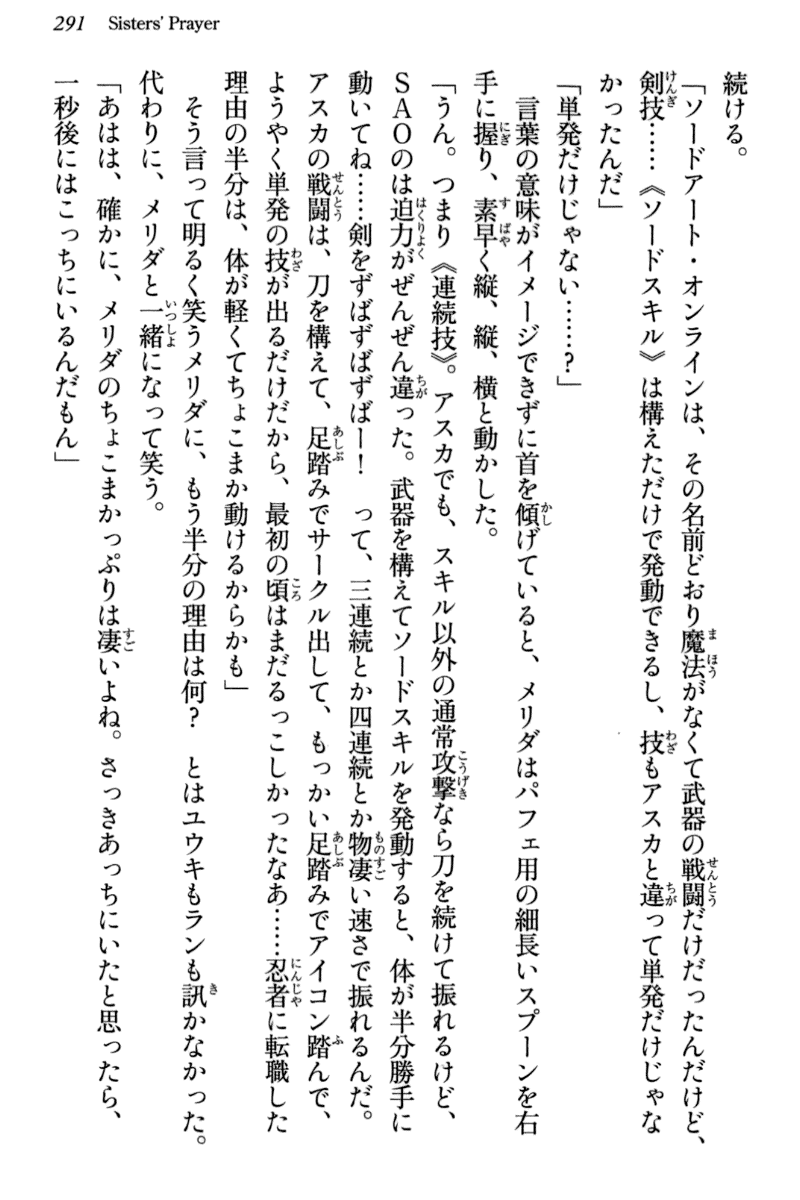 291 Sisters’ Prayer
続ける。
「ソードアート・オンラインは、その名前どおり魔法がなくて武器の戦闘だけだったんだけど、
剣技……《ソードスキル》は構えただけで発動できるし、技もアスカと違って単発だけじゃな
かったんだ」
「単発だけじゃない……？」
　言葉の意味がイメージできずに首を傾げていると、メリダはパフェ用の細長いスプーンを右
手に握り、素早く縦、縦、横と動かした。
「うん。つまり《連続技》。アスカでも、スキル以外の通常攻撃なら刀を続けて振れるけど、
ＳＡＯのは迫力がぜんぜん違った。武器を構えてソードスキルを発動すると、体が半分勝手に
動いてね……剣をずばずばずばー！　って、三連続とか四連続とか物凄い速さで振れるんだ。
アスカの戦闘は、刀を構えて、足踏みでサークル出して、もっかい足踏みでアイコン踏んで、
ようやく単発の技が出るだけだから、最初の頃はまだるっこしかったなあ……忍者に転職した
理由の半分は、体が軽くてちょこまか動けるからかも」
　そう言って明るく笑うメリダに、もう半分の理由は何？　とはユウキもランも訊かなかった。
代わりに、メリダと一緒になって笑う。
「あはは、確かに、メリダのちょこまかっぷりは凄いよね。さっきあっちにいたと思ったら、
一秒後にはこっちにいるんだもん」